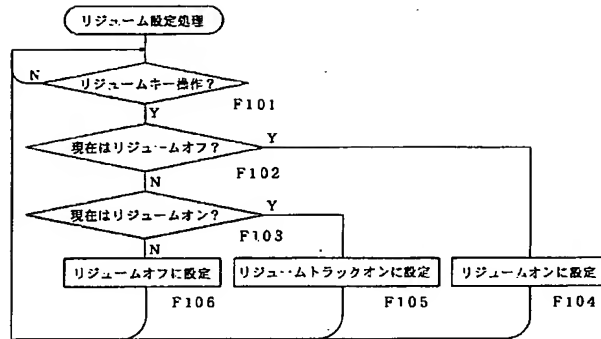 リジューム設定処理
N
リジュームキー操作?
F101
Y
現在はリジュームオフ?
Y
F102
N
現在はリジュームオン?
Y
F103
N
リジュームオフに設定
リジュームトラックオンに設定
リジュームオンに設定
F106
F105
F104